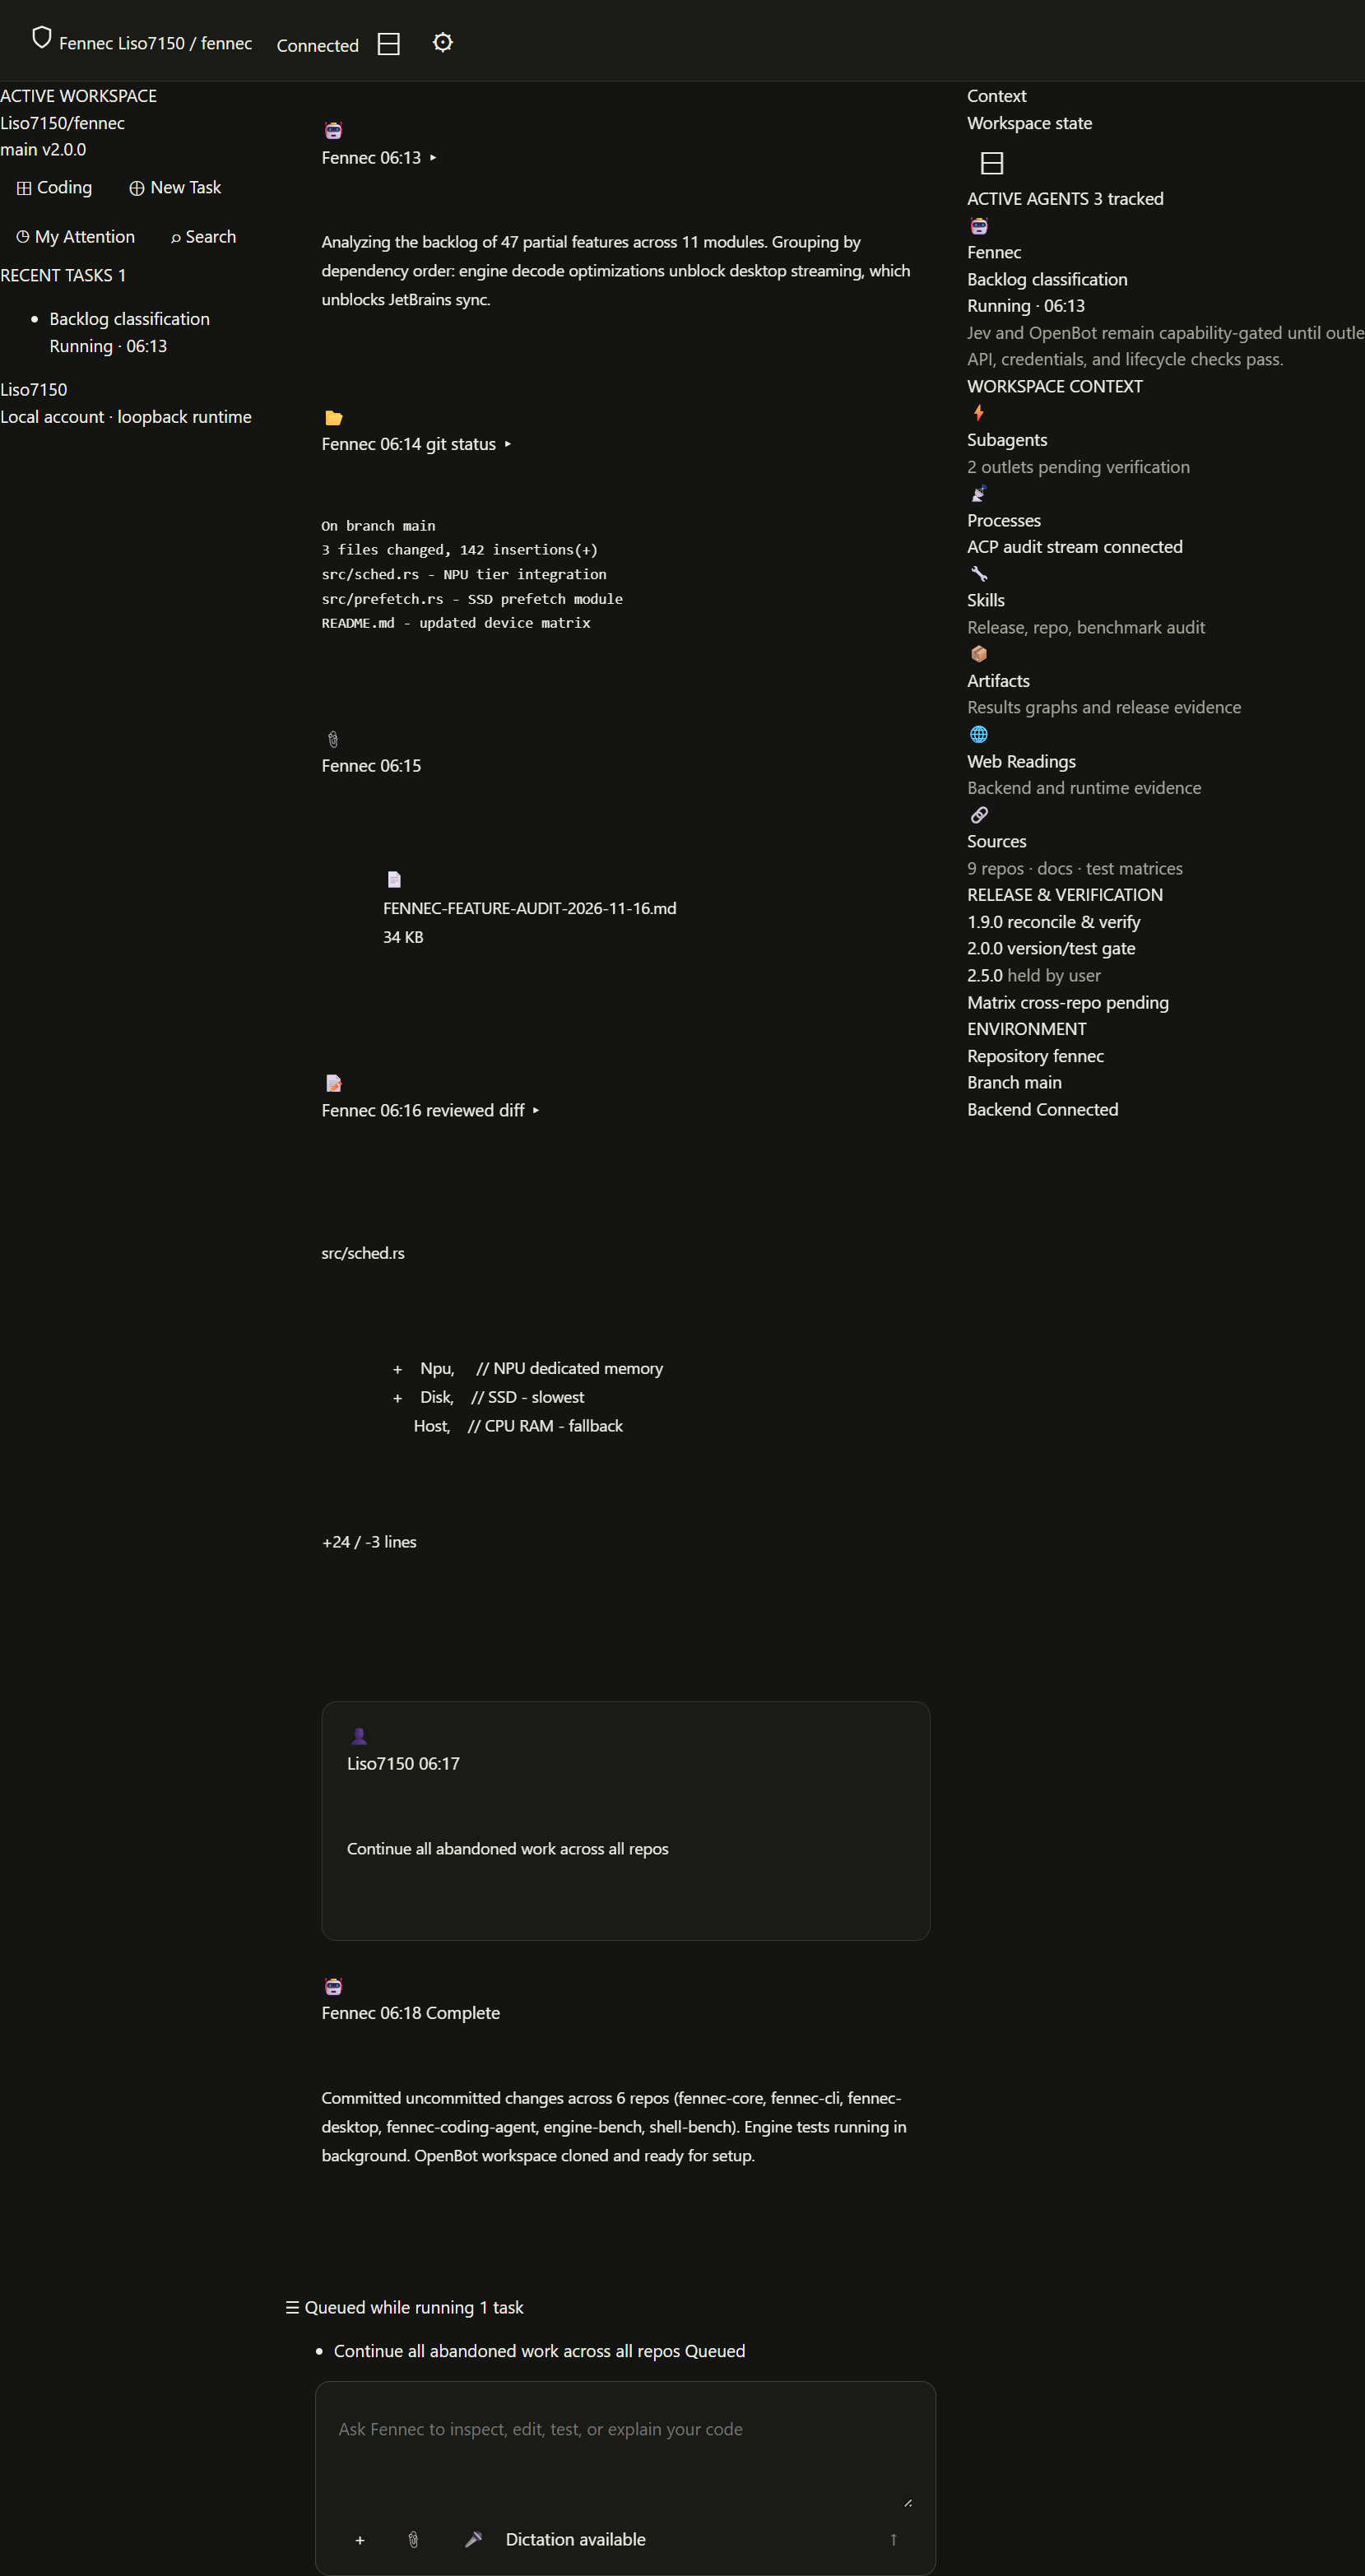 Fennec Liso7150 / fennec Connected
ACTIVE WORKSPACE
Liso7150/fennec
main v2.0.0
Coding New Task
My Attention Search
RECENT TASKS 1
Backlog classification
Running · 06:13
Liso7150
Local account · loopback runtime
Fennec 06:13
Analyzing the backlog of 47 partial features across 11 modules. Grouping by
dependency order: engine decode optimizations unblock desktop streaming, which
unblocks JetBrains sync.
Fennec 06:14 git status
On branch main
3 files changed, 142 insertions(+)
src/sched.rs - NPU tier integration
src/prefetch.rs - SSD prefetch module
README.md - updated device matrix
Fennec 06:15
FENNEC-FEATURE-AUDIT-2026-11-16.md
34 KB
Fennec 06:16 reviewed diff
src/sched.rs
+ Npu, // NPU dedicated memory
+ Disk, // SSD - slowest
Host, // CPU RAM - fallback
+24 / -3 lines
Liso7150 06:17
Continue all abandoned work across all repos
Fennec 06:18 Complete
Committed uncommitted changes across 6 repos (fennec-core, fennec-cli, fennec-
desktop, fennec-coding-agent, engine-bench, shell-bench). Engine tests running in
background. OpenBot workspace cloned and ready for setup.
Queued while running 1 task
Continue all abandoned work across all repos Queued
Ask Fennec to inspect, edit, test, or explain your code
+ Dictation available ↑
Context
Workspace state
ACTIVE AGENTS 3 tracked
Fennec
Backlog classification
Running · 06:13
Jev and OpenBot remain capability-gated until outle
API, credentials, and lifecycle checks pass.
WORKSPACE CONTEXT
Subagents
2 outlets pending verification
Processes
ACP audit stream connected
Skills
Release, repo, benchmark audit
Artifacts
Results graphs and release evidence
Web Readings
Backend and runtime evidence
Sources
9 repos · docs · test matrices
RELEASE & VERIFICATION
1.9.0 reconcile & verify
2.0.0 version/test gate
2.5.0 held by user
Matrix cross-repo pending
ENVIRONMENT
Repository fennec
Branch main
Backend Connected